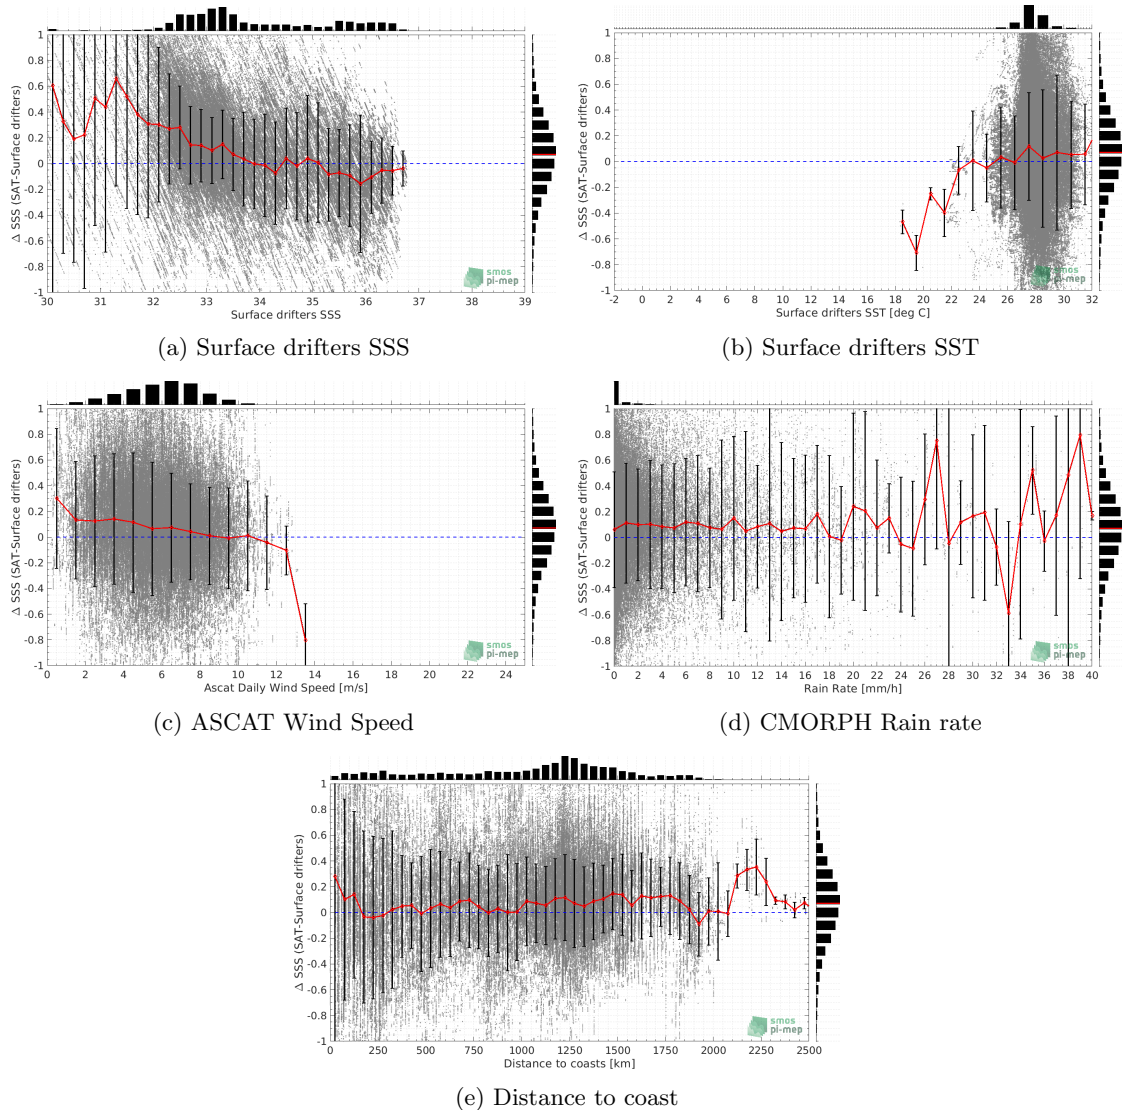 1
0.8
0.6
0.4
0.2
0
-0.2
-0.4
-0.6
-0.8
-1
Δ SSS (SAT-Surface drifters)
30 31 32 33 34 35 36 37 38 39
Surface drifters SSS
smos
pi-mep
(a) Surface drifters SSS
1
0.8
0.6
0.4
0.2
0
-0.2
-0.4
-0.6
-0.8
-1
Δ SSS (SAT-Surface drifters)
-2 0 2 4 6 8 10 12 14 16 18 20 22 24 26 28 30 32
Surface drifters SST [deg C]
smos
pi-mep
(b) Surface drifters SST
1
0.8
0.6
0.4
0.2
0
-0.2
-0.4
-0.6
-0.8
-1
Δ SSS (SAT-Surface drifters)
0 2 4 6 8 10 12 14 16 18 20 22 24
Ascat Daily Wind Speed [m/s]
smos
pi-mep
(c) ASCAT Wind Speed
1
0.8
0.6
0.4
0.2
0
-0.2
-0.4
-0.6
-0.8
-1
Δ SSS (SAT-Surface drifters)
0 2 4 6 8 10 12 14 16 18 20 22 24 26 28 30 32 34 36 38 40
Rain Rate [mm/h]
smos
pi-mep
(d) CMORPH Rain rate
1
0.8
0.6
0.4
0.2
0
-0.2
-0.4
-0.6
-0.8
-1
Δ SSS (SAT-Surface drifters)
0 250 500 750 1000 1250 1500 1750 2000 2250 2500
Distance to coasts [km]
smos
pi-mep
(e) Distance to coast